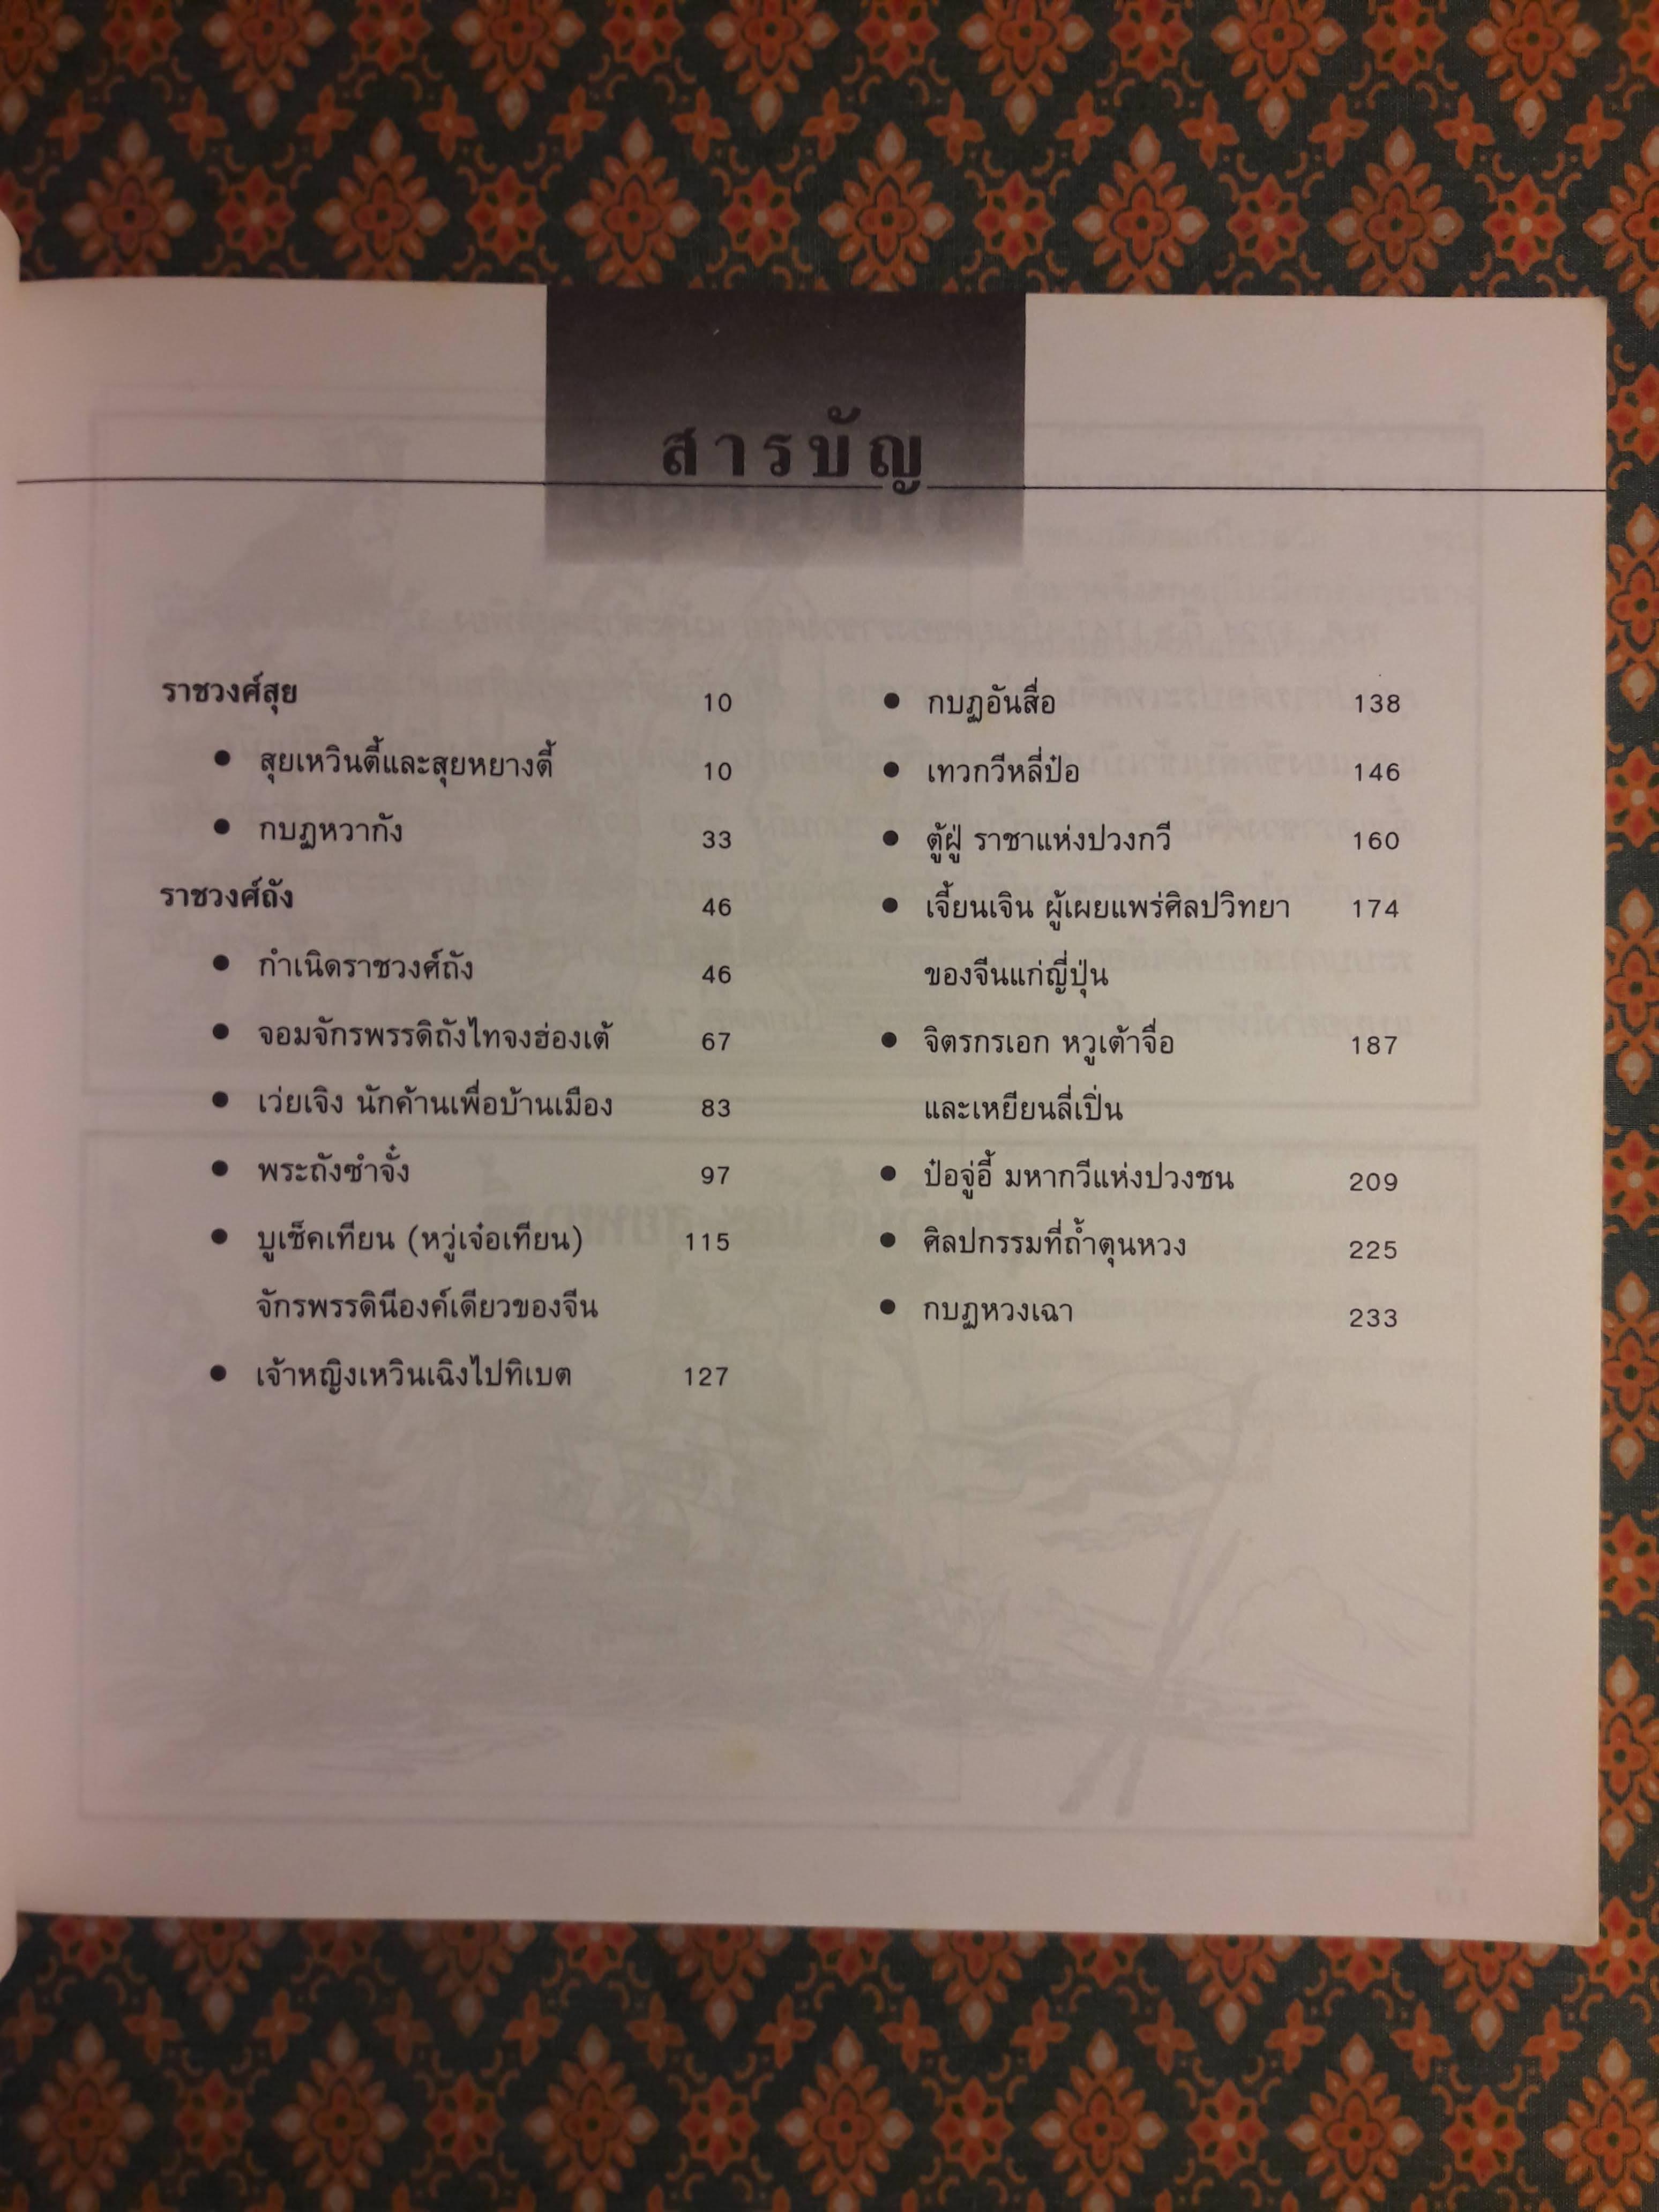 สารบัญ
ราชวงศ์สุย 10
● สุยเหวินตี้และสุยหยางตี้ 10
● กบฏหวากัง 33
ราชวงศ์ถัง 46
● กำเนิดราชวงศ์ถัง 46
● จอมจักรพรรดิถังไทจงฮ่องเต้ 67
● เว่ยเจิง นักค้านเพื่อบ้านเมือง 83
● พระถังซำจั๋ง 97
● บูเช็คเทียน (หวู่เจ๋อเทียน) 115
จักรพรรดินีองค์เดียวของจีน
● เจ้าหญิงเหวินเฉิงไปทิเบต 127
● กบฏอันสื่อ 138
● เทวกวีหลี่ป๋อ 146
● ตู้ฝู่ ราชาแห่งปวงกวี 160
● เจี้ยนเจิน ผู้เผยแพร่ศิลปวิทยา 174
ของจีนแก่ญี่ปุ่น
● จิตรกรเอก หวูเต้าจื่อ 187
และเหยียนลี่เปิ่น
● ป๋อจู่อี้ มหากวีแห่งปวงชน 209
● ศิลปกรรมที่ถ้ำตุนหวง 225
● กบฏหวงเฉา 233